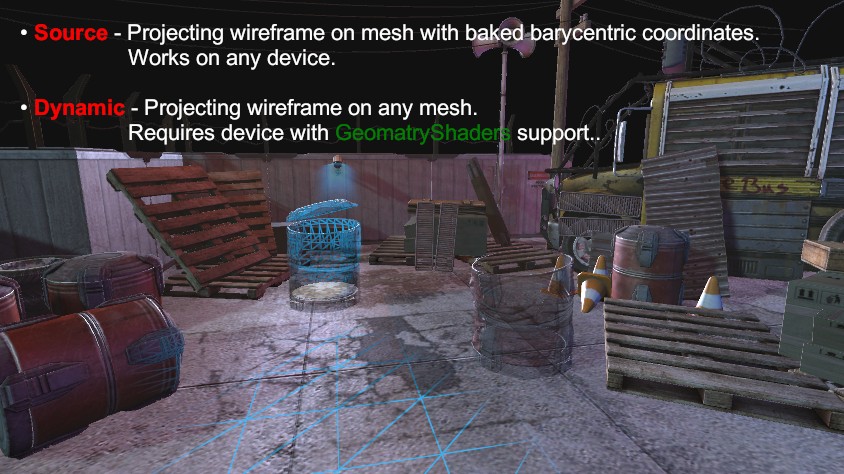 • Source - Projecting wireframe on mesh with baked barycentric coordinates.
Works on any device.
• Dynamic - Projecting wireframe on any mesh.
Requires device with GeomatryShaders support..
Bus